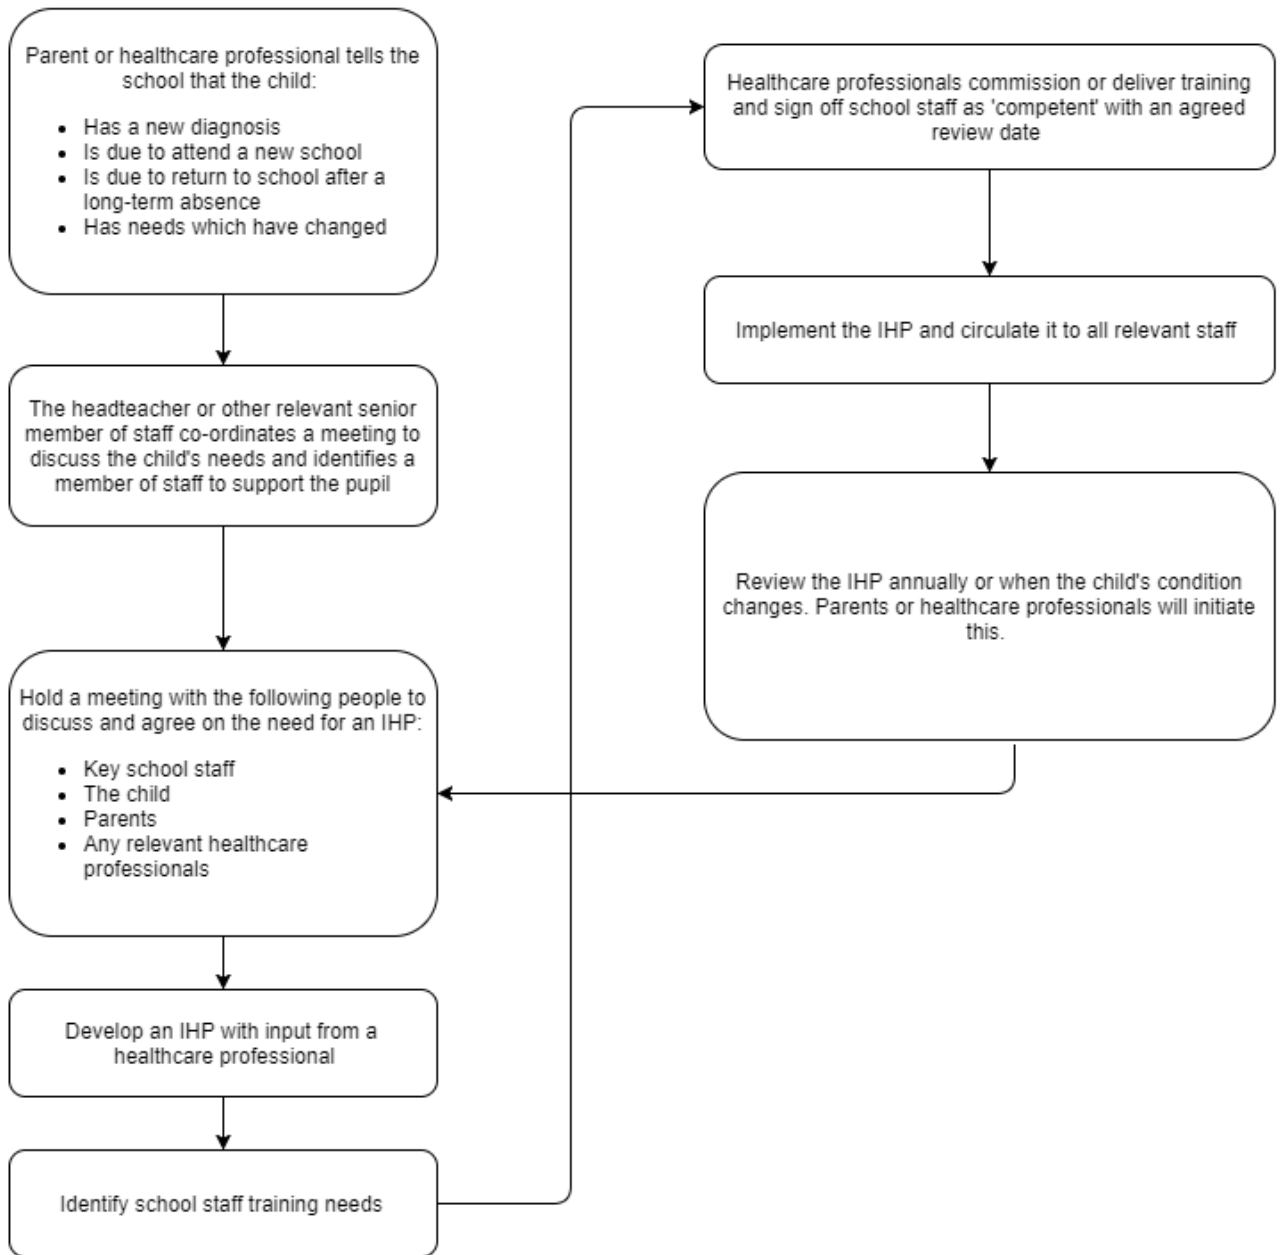 Parent or healthcare professional tells the
school that the child:
• Has a new diagnosis
• Is due to attend a new school
• Is due to return to school after a
long-term absence
• Has needs which have changed
The headteacher or other relevant senior
member of staff co-ordinates a meeting to
discuss the child's needs and identifies a
member of staff to support the pupil
Hold a meeting with the following people to
discuss and agree on the need for an IHP:
• Key school staff
• The child
• Parents
• Any relevant healthcare
professionals
Develop an IHP with input from a
healthcare professional
Identify school staff training needs
Healthcare professionals commission or deliver training
and sign off school staff as 'competent' with an agreed
review date
Implement the IHP and circulate it to all relevant staff
Review the IHP annually or when the child's condition
changes. Parents or healthcare professionals will initiate
this.